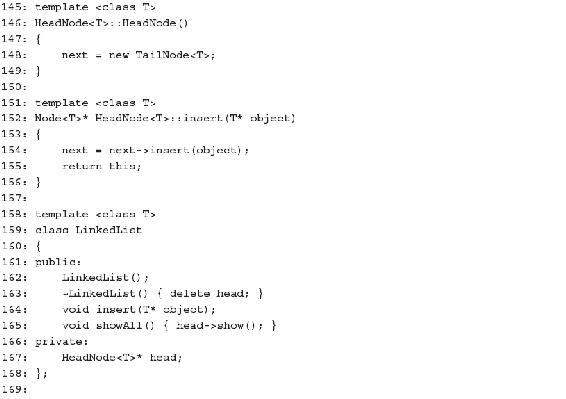 145: template <class T>
146: HeadNode<T>::HeadNode()
147: {
148:     next = new TailNode<T>;
149: }
150:
151: template <class T>
152: Node<T>* HeadNode<T>::insert(T* object)
153: {
154:     next = next->insert(object);
155:     return this;
156: }
157:
158: template <class T>
159: class LinkedList
160: {
161: public:
162:     LinkedList();
163:     ~LinkedList() { delete head; }
164:     void insert(T* object);
165:     void showAll() { head->show(); }
166: private:
167:     HeadNode<T>* head;
168: };
169: